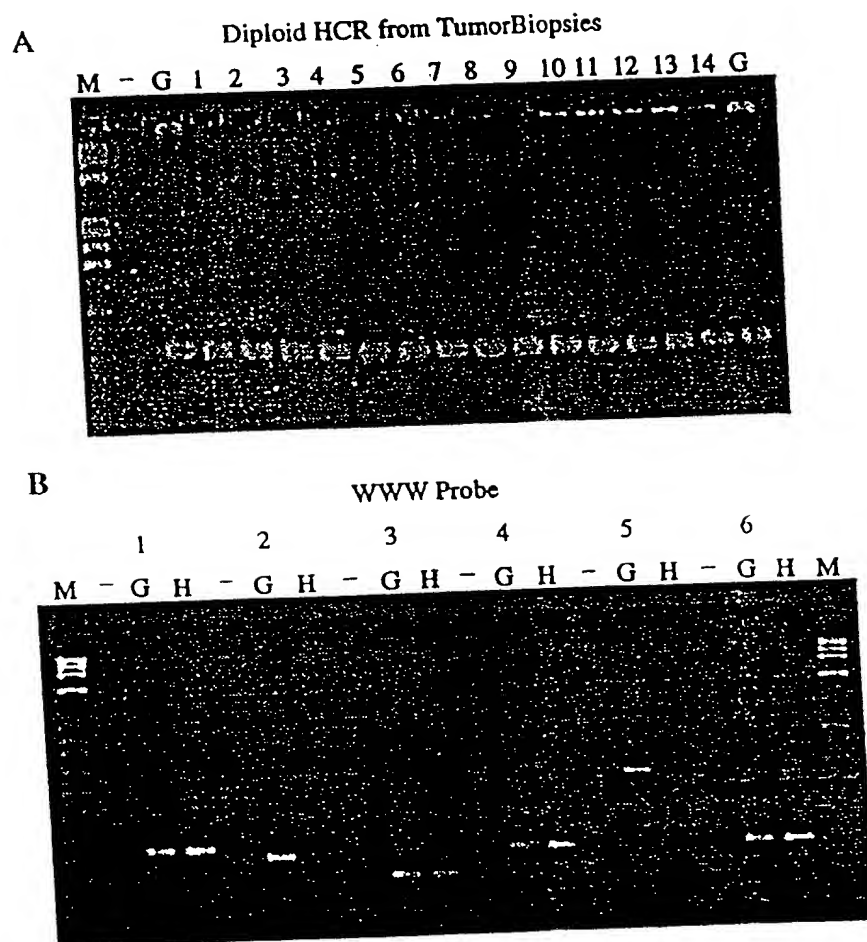 A
Diploid HCR from TumorBiopsies
M - G 1 2 3 4 5 6 7 8 9 10 11 12 13 14 G
B
WWW Probe
1 2 3 4 5 6
M - G H - G H - G H - G H - G H - G H M